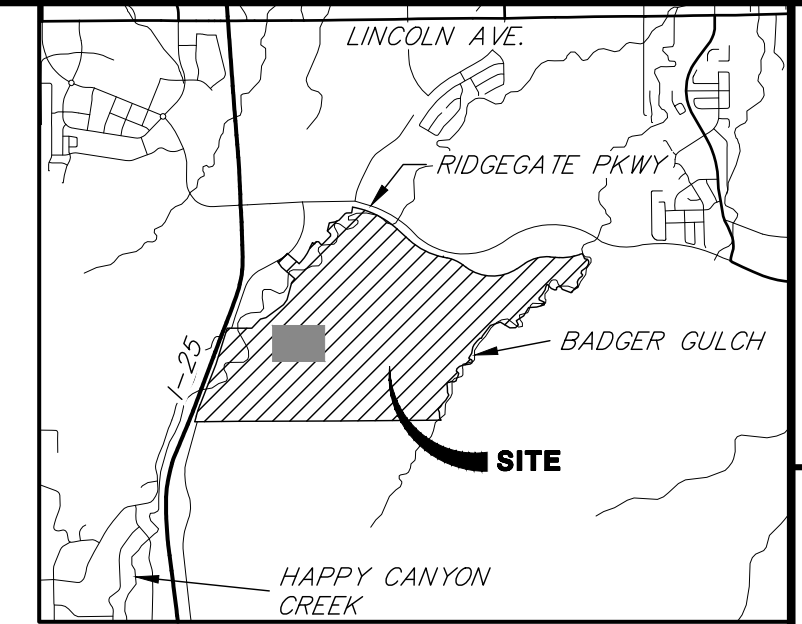 LINCOLN AVE.
RIDGEGATE PKWY
I-25
BADGER GULCH
SITE
HAPPY CANYON
CREEK